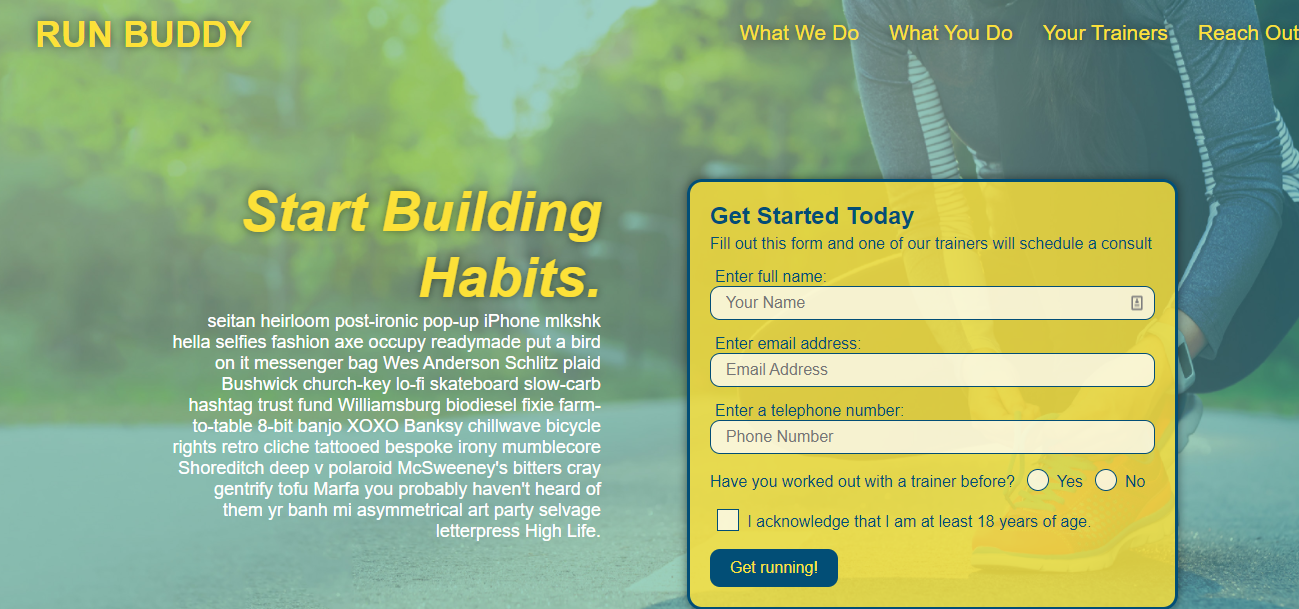 RUN BUDDY
What We Do What You Do Your Trainers Reach Out
Start Building
Habits.
seitan heirloom post-ironic pop-up iPhone mlkshk
hella selfies fashion axe occupy readymade put a bird
on it messenger bag Wes Anderson Schlitz plaid
Bushwick church-key lo-fi skateboard slow-carb
hashtag trust fund Williamsburg biodiesel fixie farm-
to-table 8-bit banjo XOXO Banksy chillwave bicycle
rights retro cliche tattooed bespoke irony mumblecore
Shoreditch deep v polaroid McSweeney's bitters cray
gentrify tofu Marfa you probably haven't heard of
them yr banh mi asymmetrical art party selvage
letterpress High Life.
Get Started Today
Fill out this form and one of our trainers will schedule a consult
Enter full name:
Your Name
Enter email address:
Email Address
Enter a telephone number:
Phone Number
Have you worked out with a trainer before? Yes No
I acknowledge that I am at least 18 years of age.
Get running!